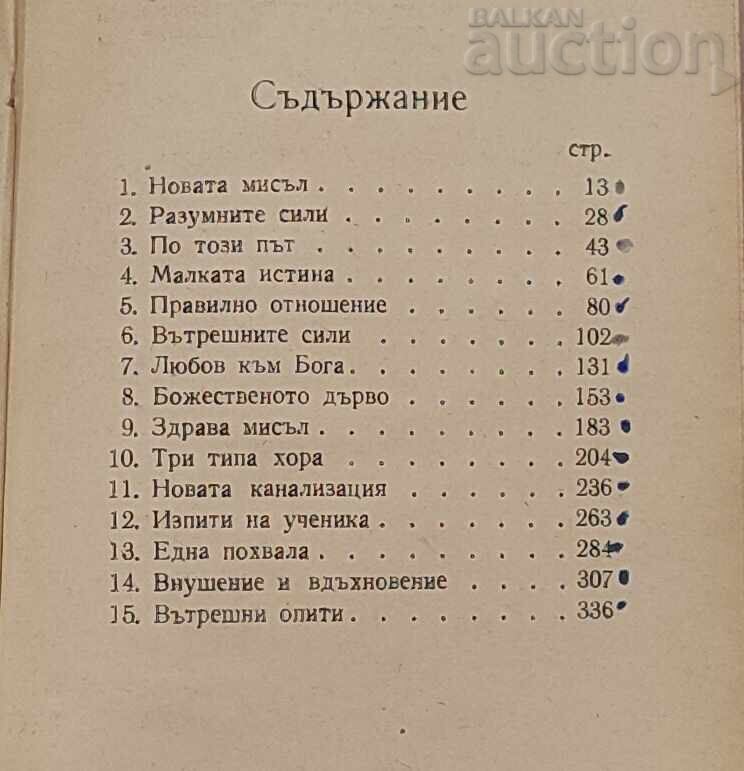 BALKAN
auction
Съдържание
стр.
1. Новата мисъл . . . . . . . . . 13
2. Разумните сили . . . . . . . . 28
3. По този път . . . . . . . . . 43
4. Малката истина . . . . . . . . 61
5. Правилно отношение . . . . . . 80
6. Вътрешните сили . . . . . . . 102
7. Любов към Бога . . . . . . . . 131
8. Божественото дърво . . . . . . 153
9. Здрава мисъл . . . . . . . . . 183
10. Три типа хора . . . . . . . . 204
11. Новата канализация . . . . . . 236
12. Изпити на ученика . . . . . . . 263
13. Една похвала . . . . . . . . . 284
14. Внушение и вдъхновение . . . . 307
15. Вътрешни опити . . . . . . . . 336